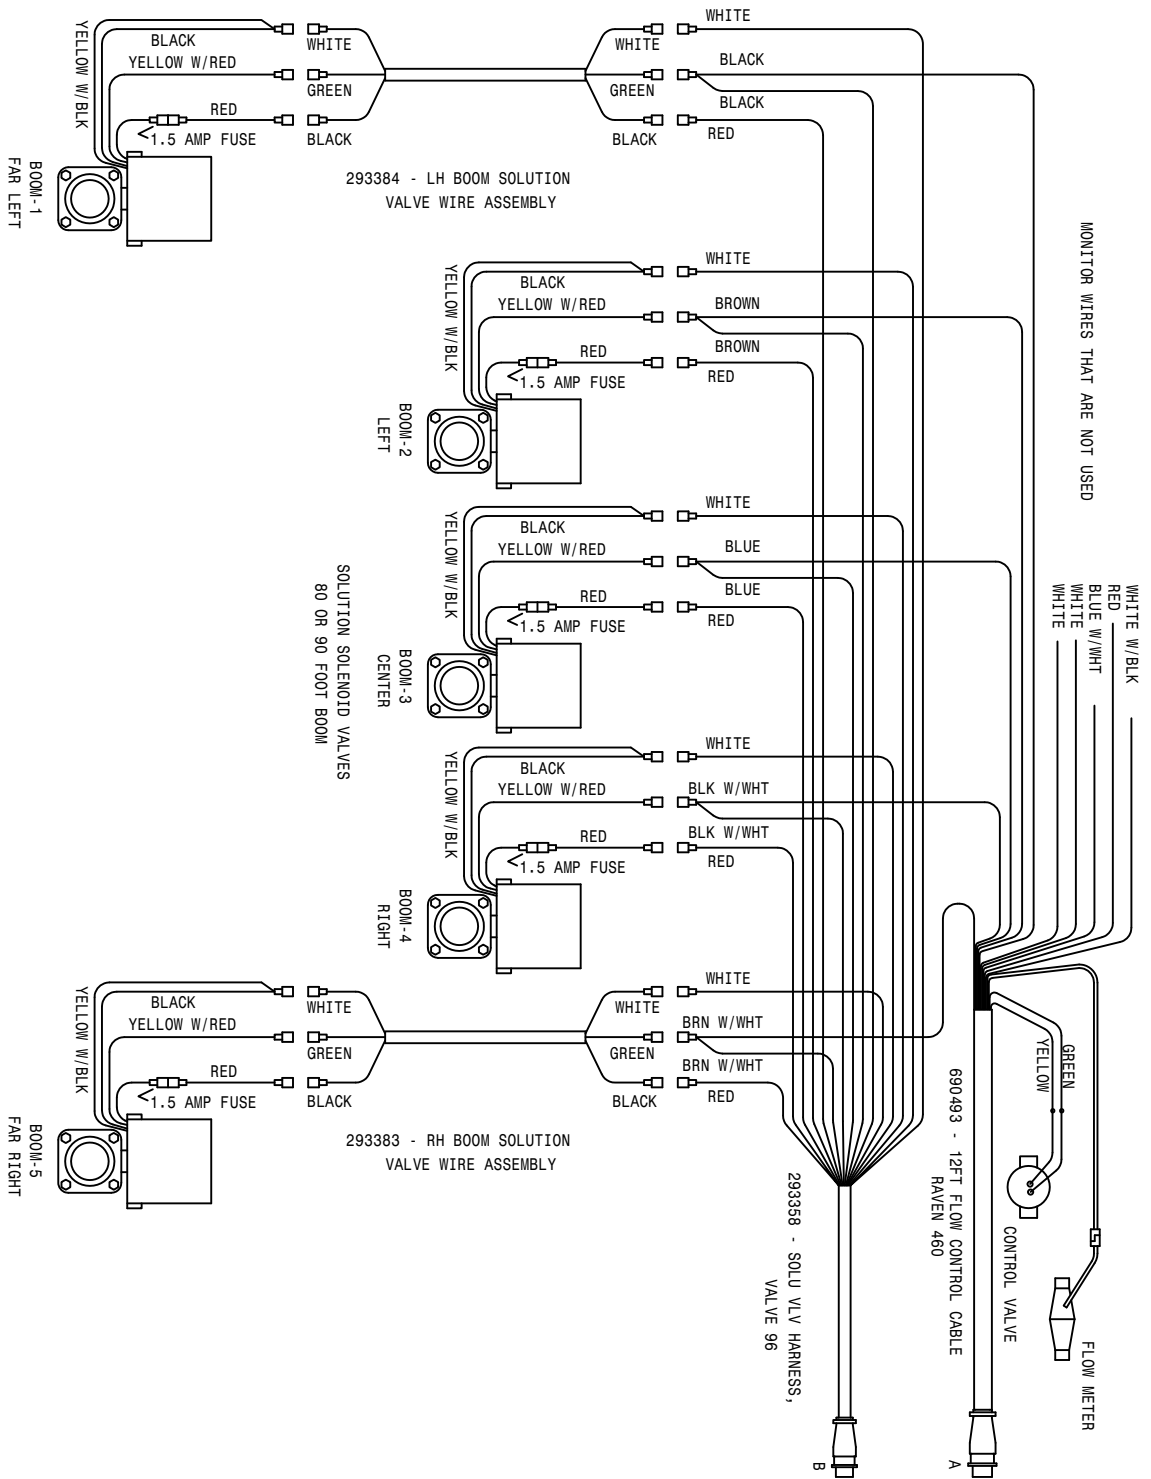 WHITE
YELLOW W/BLK
BLACK
WHITE
WHITE
BLACK
YELLOW W/RED
GREEN
GREEN
BLACK
RED
1.5 AMP FUSE
BLACK
BLACK
RED
BOOM-1
FAR LEFT
293384 - LH BOOM SOLUTION
VALVE WIRE ASSEMBLY
MONITOR WIRES THAT ARE NOT USED
WHITE
YELLOW W/BLK
BLACK
YELLOW W/RED
BROWN
RED
BROWN
1.5 AMP FUSE
RED
BOOM-2
LEFT
WHITE
YELLOW W/BLK
BLACK
YELLOW W/RED
BLUE
RED
BLUE
1.5 AMP FUSE
RED
BOOM-3
CENTER
SOLUTION SOLENOID VALVES
80 OR 90 FOOT BOOM
WHITE W/BLK
RED
BLUE W/WHT
WHITE
WHITE
WHITE
YELLOW W/BLK
BLACK
YELLOW W/RED
BLK W/WHT
RED
BLK W/WHT
1.5 AMP FUSE
RED
BOOM-4
RIGHT
WHITE
YELLOW W/BLK
BLACK
WHITE
WHITE
YELLOW W/RED
BRN W/WHT
GREEN
GREEN
RED
BRN W/WHT
1.5 AMP FUSE
BLACK
BLACK
RED
BOOM-5
FAR RIGHT
293383 - RH BOOM SOLUTION
VALVE WIRE ASSEMBLY
GREEN
YELLOW
690493 - 12FT FLOW CONTROL CABLE
RAVEN 460
CONTROL VALVE
FLOW METER
293358 - SOLU VLV HARNESS,
VALVE 96
A
B